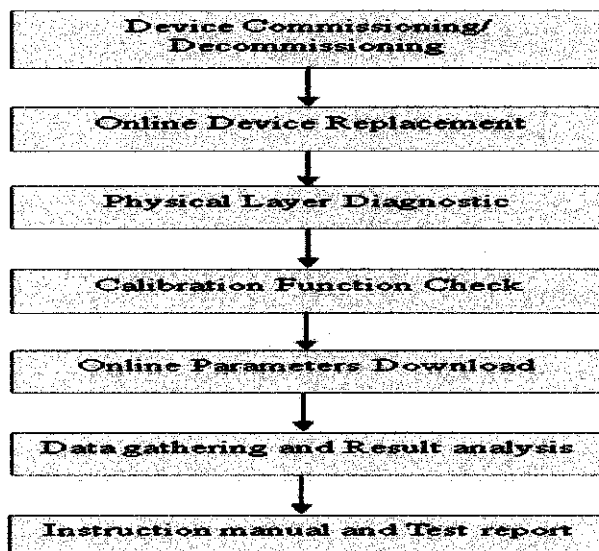 Device Commissioning/
Decommissioning
Online Device Replacement
Physical Layer Diagnostic
Calibration Function Check
Online Parameters Download
Data gathering and Result analysis
Instruction manual and Test report